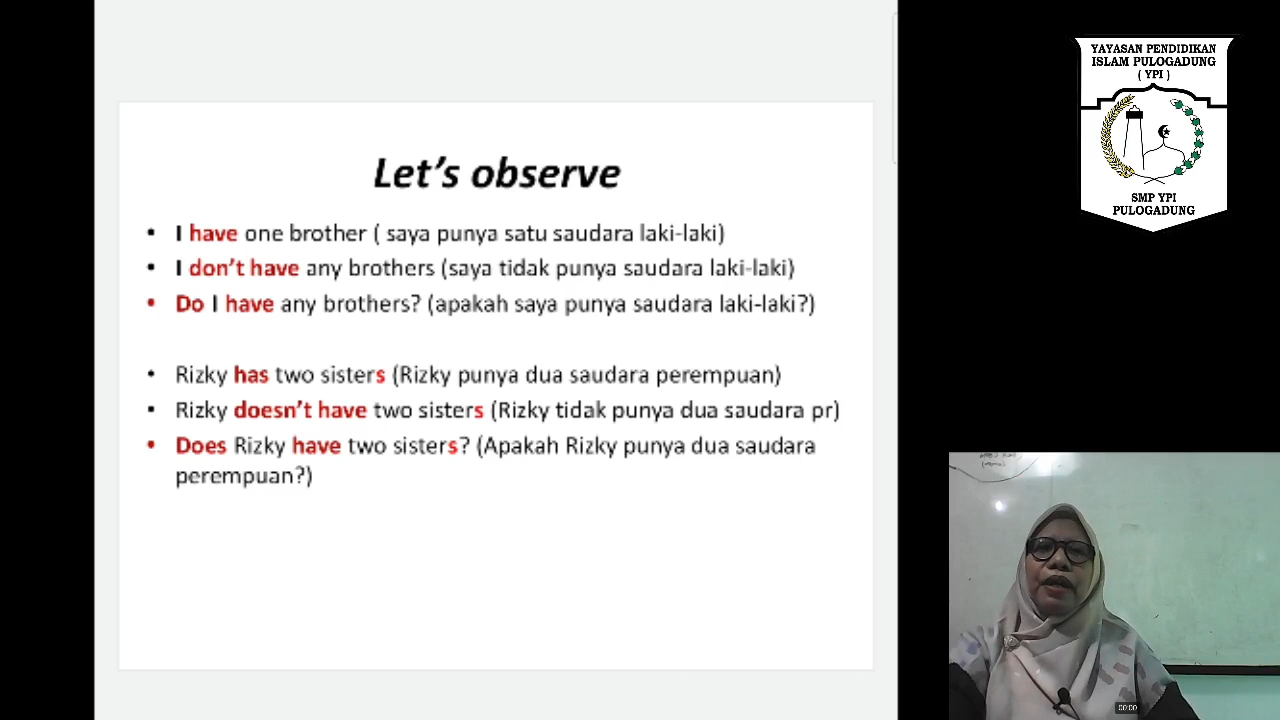 Let's observe
• I have one brother ( saya punya satu saudara laki-laki)
• I don't have any brothers (saya tidak punya saudara laki-laki)
• Do I have any brothers? (apakah saya punya saudara laki-laki?)
• Rizky has two sisters (Rizky punya dua saudara perempuan)
• Rizky doesn't have two sisters (Rizky tidak punya dua saudara pr)
• Does Rizky have two sisters? (Apakah Rizky punya dua saudara
perempuan?)
YAYASAN PENDIDIKAN
ISLAM PULOGADUNG
( YPI )
SMP YPI
PULOGADUNG
00:00